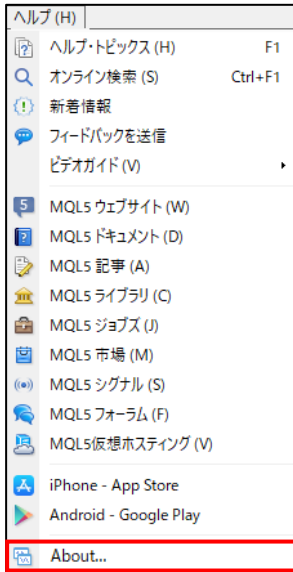 ヘルプ (H)
ヘルプ・トピックス (H) F1
オンライン検索 (S) Ctrl+F1
新着情報
フィードバックを送信
ビデオガイド (V)
MQL5 ウェブサイト (W)
MQL5 ドキュメント (D)
MQL5 記事 (A)
MQL5 ライブラリ (C)
MQL5 ジョブズ (J)
MQL5 市場 (M)
MQL5 シグナル (S)
MQL5 フォーラム (F)
MQL5仮想ホスティング (V)
iPhone - App Store
Android - Google Play
About...